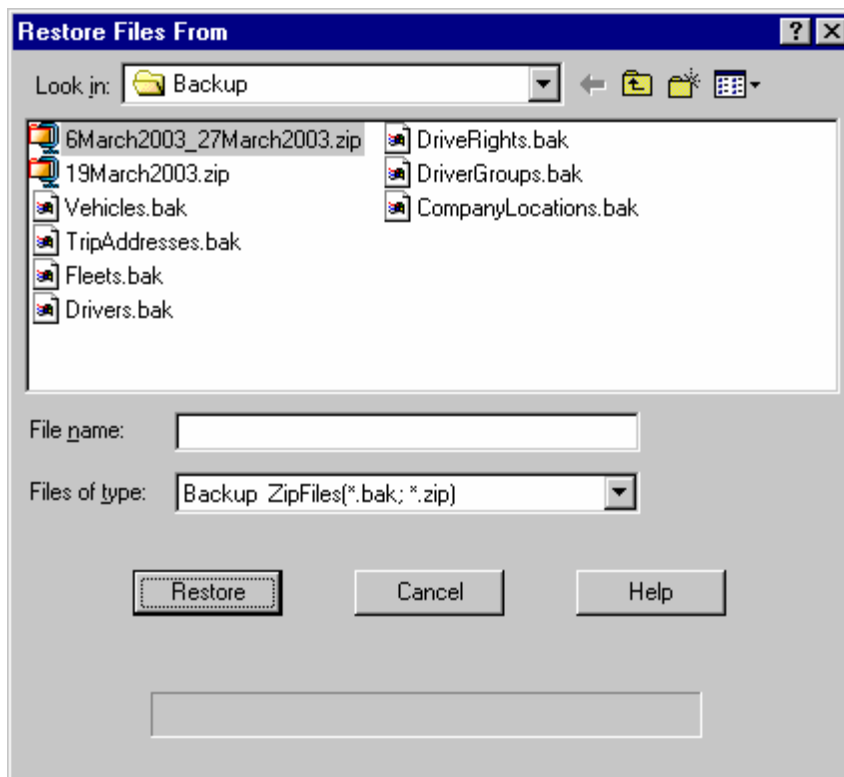 Restore Files From
Look in: Backup
6March2003_27March2003.zip
19March2003.zip
Vehicles.bak
TripAddresses.bak
Fleets.bak
Drivers.bak
DriveRights.bak
DriverGroups.bak
CompanyLocations.bak
File name:
Files of type: Backup ZipFiles(*.bak; *.zip)
Restore Cancel Help